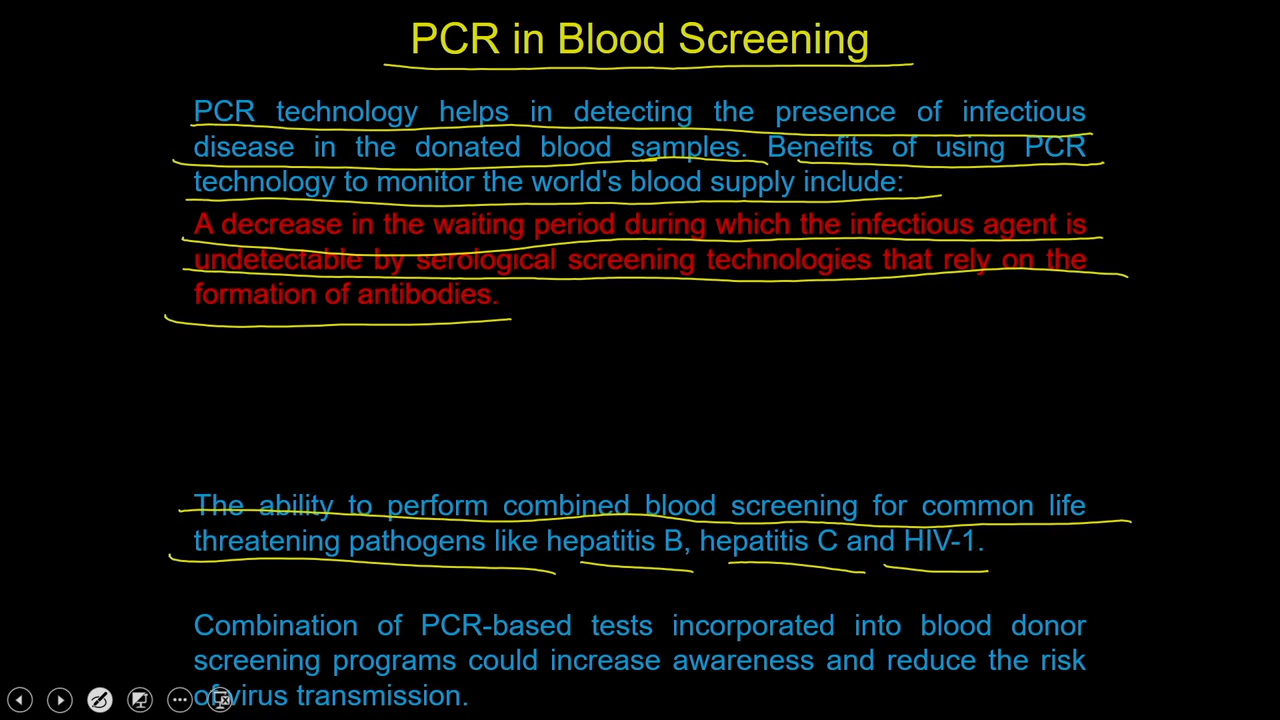 PCR in Blood Screening
PCR technology helps in detecting the presence of infectious
disease in the donated blood samples. Benefits of using PCR
technology to monitor the world's blood supply include:
A decrease in the waiting period during which the infectious agent is
undetectable by serological screening technologies that rely on the
formation of antibodies.
The ability to perform combined blood screening for common life
threatening pathogens like hepatitis B, hepatitis C and HIV-1.
Combination of PCR-based tests incorporated into blood donor
screening programs could increase awareness and reduce the risk
of virus transmission.